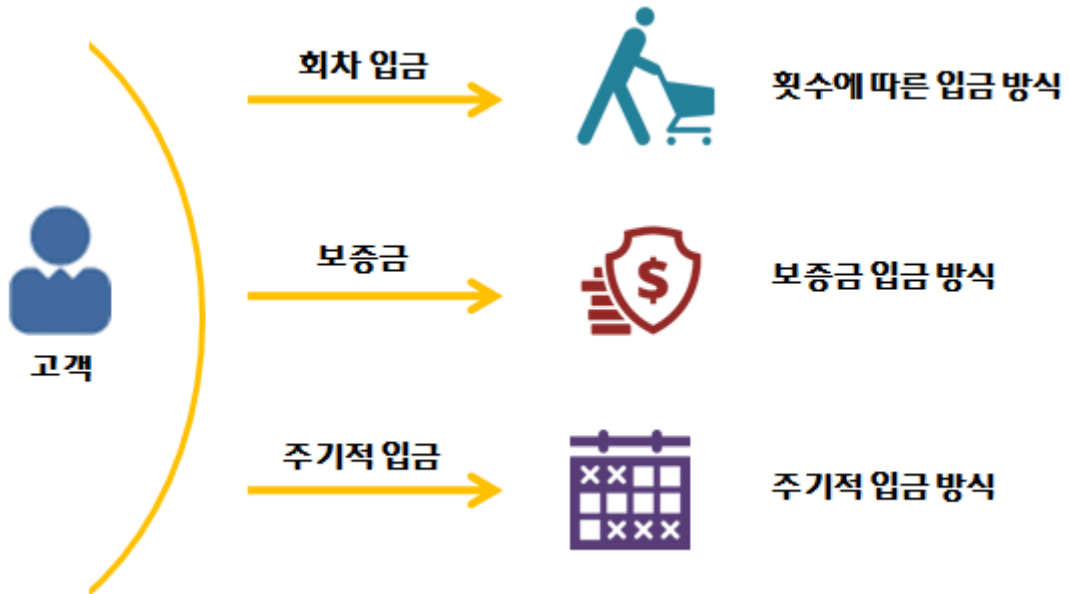 회차 입금
횟수에 따른 입금 방식
보증금
$
보증금 입금 방식
고객
주기적 입금
주기적 입금 방식